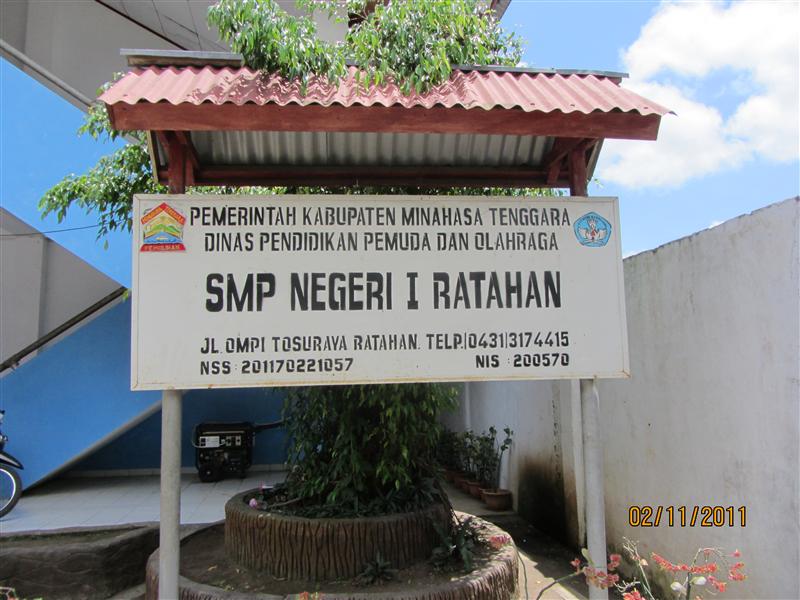 PEMERINTAH KABUPATEN MINAHASA TENGGARA
DINAS PENDIDIKAN PEMUDA DAN OLAHRAGA
SMP NEGERI I RATAHAN
JL. OMPI TOSURAYA RATAHAN. TELP.(0431)3174415
NSS : 201170221057 NIS : 200570
02/11/2011